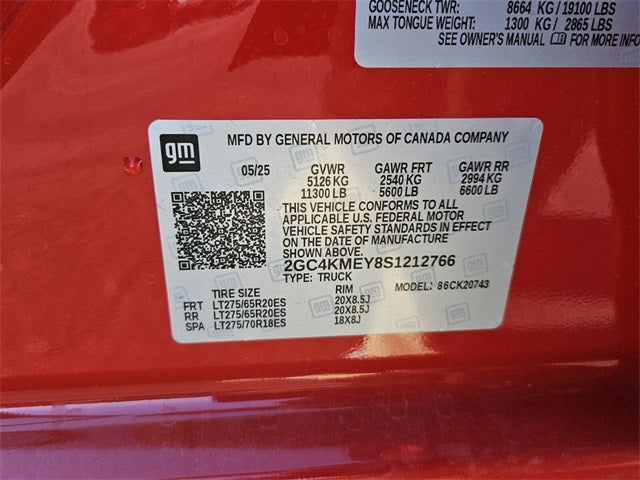 GOOSENECK TWR: 8664 KG / 19100 LBS
MAX TONGUE WEIGHT: 1300 KG / 2865 LBS
SEE OWNER'S MANUAL FOR MORE INFO
gm
MFD BY GENERAL MOTORS OF CANADA COMPANY
05/25 GVWR GAWR FRT GAWR RR
5126 KG 2540 KG 2994 KG
11300 LB 5600 LB 6600 LB
THIS VEHICLE CONFORMS TO ALL
APPLICABLE U.S. FEDERAL MOTOR
VEHICLE SAFETY STANDARDS IN EFFECT
ON THE DATE OF MANUFACTURE
SHOWN ABOVE.
2GC4KMEY8S1212766
TYPE: TRUCK MODEL: 86CK20743
TIRE SIZE RIM
FRT LT275/65R20ES 20X8.5J
RR LT275/65R20ES 20X8.5J
SPA LT275/70R18ES 18X8J